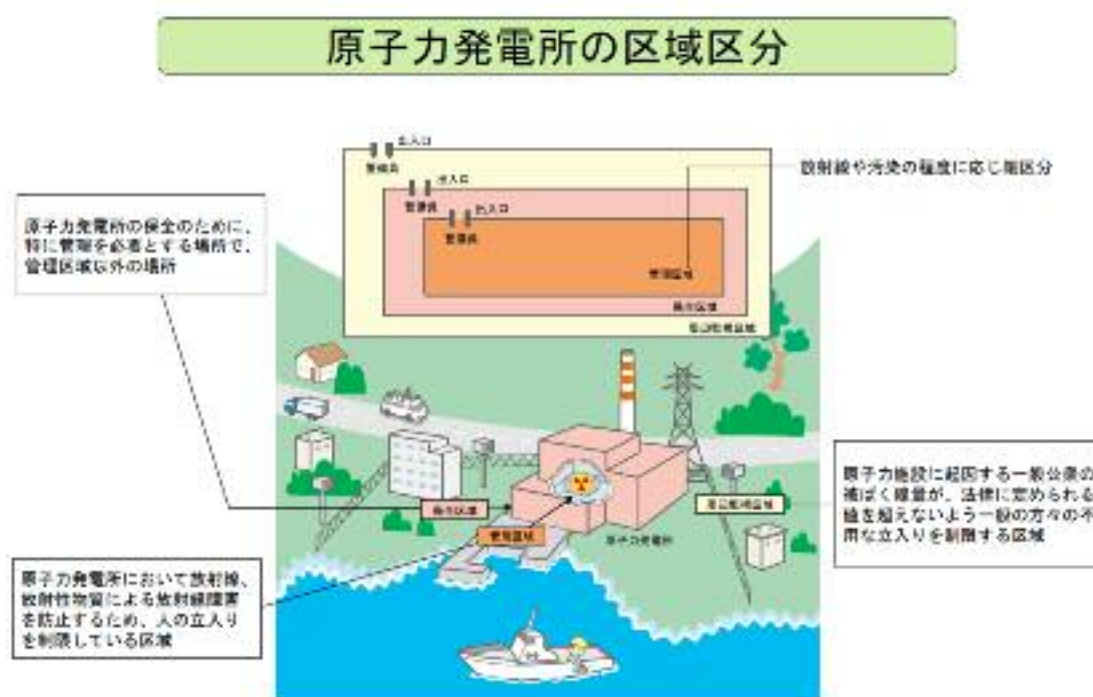 原子力発電所の区域区分
出入口
警備員
出入口
警備員
出入口
警備員
放射線や汚染の程度に応じ細区分
管理区域
保全区域
周辺監視区域
原子力発電所の保全のために、
特に管理を必要とする場所で、
管理区域以外の場所
保全区域
管理区域
原子力発電所
周辺監視区域
原子力施設に起因する一般公衆の
被ばく線量が、法律に定められる
値を超えないよう一般の方々の不
用な立入りを制限する区域
原子力発電所において放射線、
放射性物質による放射線障害
を防止するため、人の立入り
を制限している区域